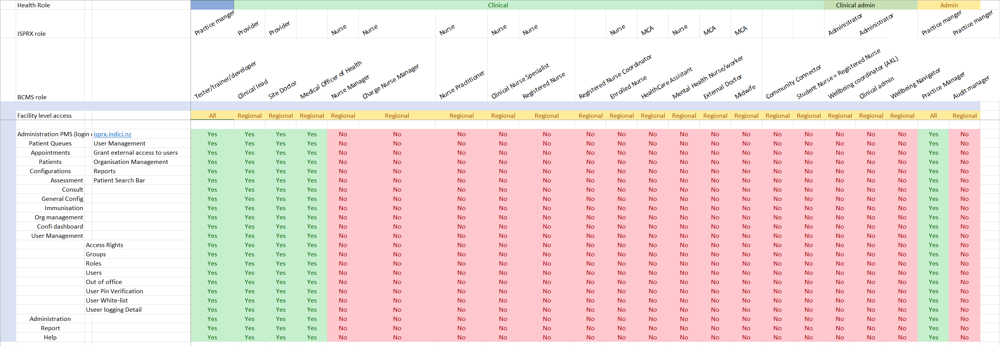 Health Role Clinical Clinical admin Admin
ISPRX role Practice manger Provider Provider Nurse Nurse Nurse Nurse Nurse Nurse MCA Nurse MCA MCA Administrator Administrator Practice manger Practice manger
BCMS role Tester/trainer/developer Clinical lead Site Doctor Medical Officer of Health Nurse Manager Charge Nurse Manager Nurse Practitioner Clinical Nurse Specialist Registered Nurse Registered Nurse Coordinator Enrolled Nurse HealthCare Assistant Mental Health Nurse/worker External Doctor Midwife Community Connector Student Nurse = Registered Nurse Wellbeing coordinator (AKL) Clinical admin Wellbeing Navigator Practice Manager Audit manager
Facility level access All Regional Regional Regional Regional Regional Regional Regional Regional Regional Regional Regional Regional Regional Regional Regional Regional Regional Regional Regional All Regional
Administration PMS (login isprx.indici.nz Yes Yes Yes Yes No No No No No No No No No No No No No No No No Yes No
Patient Queues User Management Yes Yes Yes Yes No No No No No No No No No No No No No No No No Yes No
Appointments Grant external access to users Yes Yes Yes Yes No No No No No No No No No No No No No No No No Yes No
Patients Organisation Management Yes Yes Yes Yes No No No No No No No No No No No No No No No No Yes No
Configurations Reports Yes Yes Yes Yes No No No No No No No No No No No No No No No No Yes No
Assessment Patient Search Bar Yes Yes Yes Yes No No No No No No No No No No No No No No No No Yes No
Consult Yes Yes Yes Yes No No No No No No No No No No No No No No No No Yes No
General Config Yes Yes Yes Yes No No No No No No No No No No No No No No No No Yes No
Immunisation Yes Yes Yes Yes No No No No No No No No No No No No No No No No Yes No
Org management Yes Yes Yes Yes No No No No No No No No No No No No No No No No Yes No
Confi dashboard Yes Yes Yes Yes No No No No No No No No No No No No No No No No Yes No
User Management Yes Yes Yes Yes No No No No No No No No No No No No No No No No Yes No
Access Rights Yes Yes Yes Yes No No No No No No No No No No No No No No No No Yes No
Groups Yes Yes Yes Yes No No No No No No No No No No No No No No No No Yes No
Roles Yes Yes Yes Yes No No No No No No No No No No No No No No No No Yes No
Users Yes Yes Yes Yes No No No No No No No No No No No No No No No No Yes No
Out of office Yes Yes Yes Yes No No No No No No No No No No No No No No No No Yes No
User Pin Verification Yes Yes Yes Yes No No No No No No No No No No No No No No No No Yes No
User White-list Yes Yes Yes Yes No No No No No No No No No No No No No No No No Yes No
Useer logging Detail Yes Yes Yes Yes No No No No No No No No No No No No No No No No Yes No
Administration Yes Yes Yes Yes No No No No No No No No No No No No No No No No Yes No
Report Yes Yes Yes Yes No No No No No No No No No No No No No No No No Yes No
Help Yes Yes Yes Yes No No No No No No No No No No No No No No No No Yes No